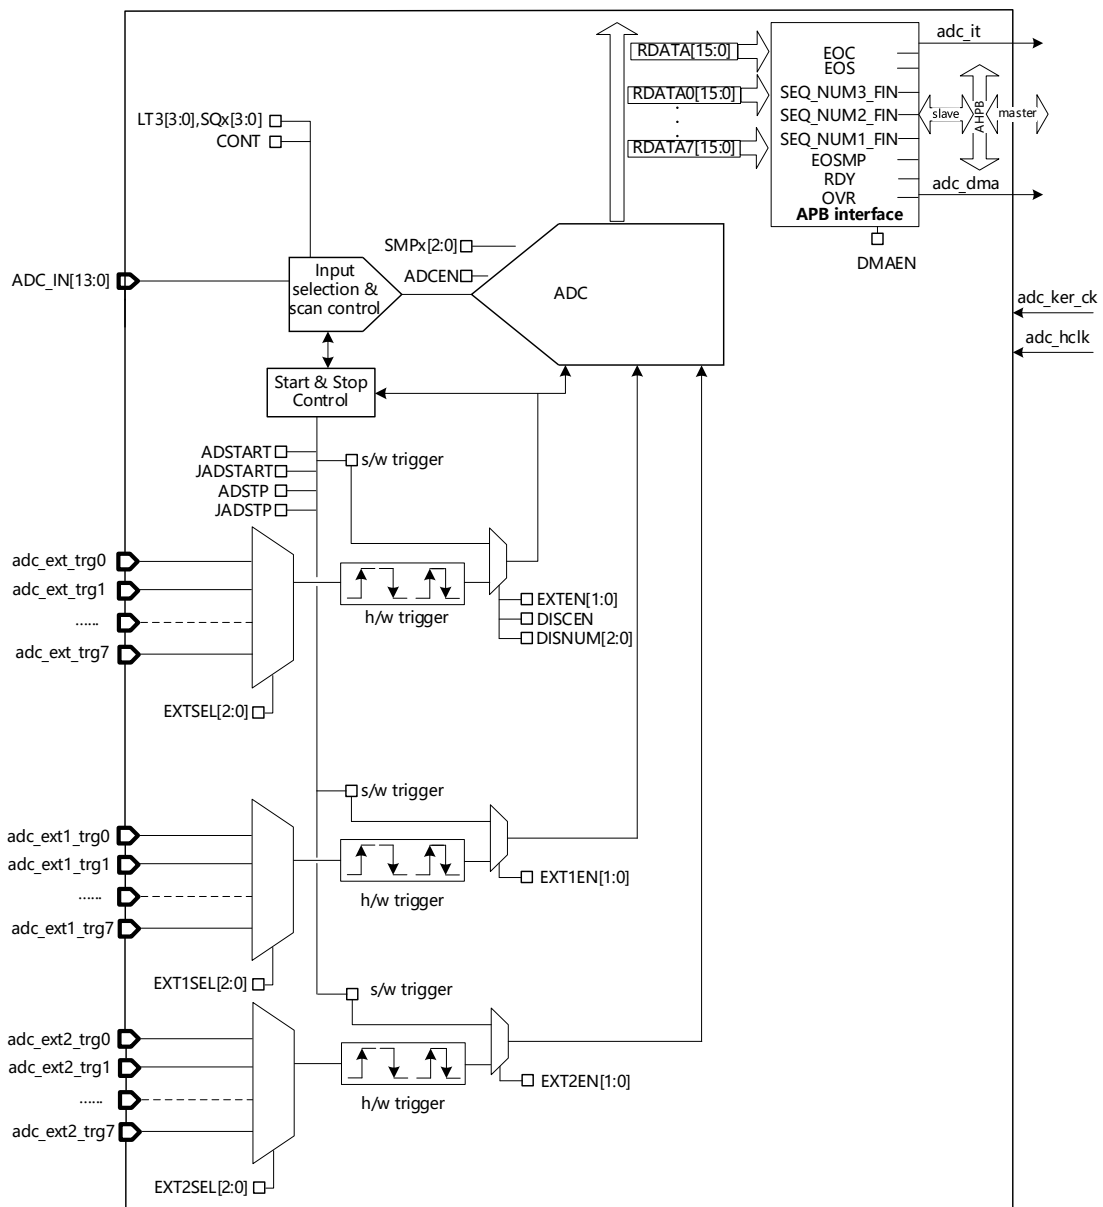 adc_it
RDATA[15:0]
EOC
EOS
RDATA0[15:0]
SEQ_NUM3_FIN
LT3[3:0],SQx[3:0]
SEQ_NUM2_FIN
slave
AHPB
master
CONT
RDATA7[15:0]
SEQ_NUM1_FIN
EOSMP
RDY
adc_dma
OVR
APB interface
SMPx[2:0]
DMAEN
ADC_IN[13:0]
Input
selection &
scan control
ADCEN
ADC
adc_ker_ck
adc_hclk
Start & Stop
Control
ADSTART
s/w trigger
JADSTART
ADSTP
JADSTP
adc_ext_trg0
adc_ext_trg1
......
adc_ext_trg7
h/w trigger
EXTEN[1:0]
DISCEN
DISNUM[2:0]
EXTSEL[2:0]
s/w trigger
adc_ext1_trg0
adc_ext1_trg1
......
adc_ext1_trg7
h/w trigger
EXT1EN[1:0]
EXT1SEL[2:0]
s/w trigger
adc_ext2_trg0
adc_ext2_trg1
......
adc_ext2_trg7
h/w trigger
EXT2EN[1:0]
EXT2SEL[2:0]